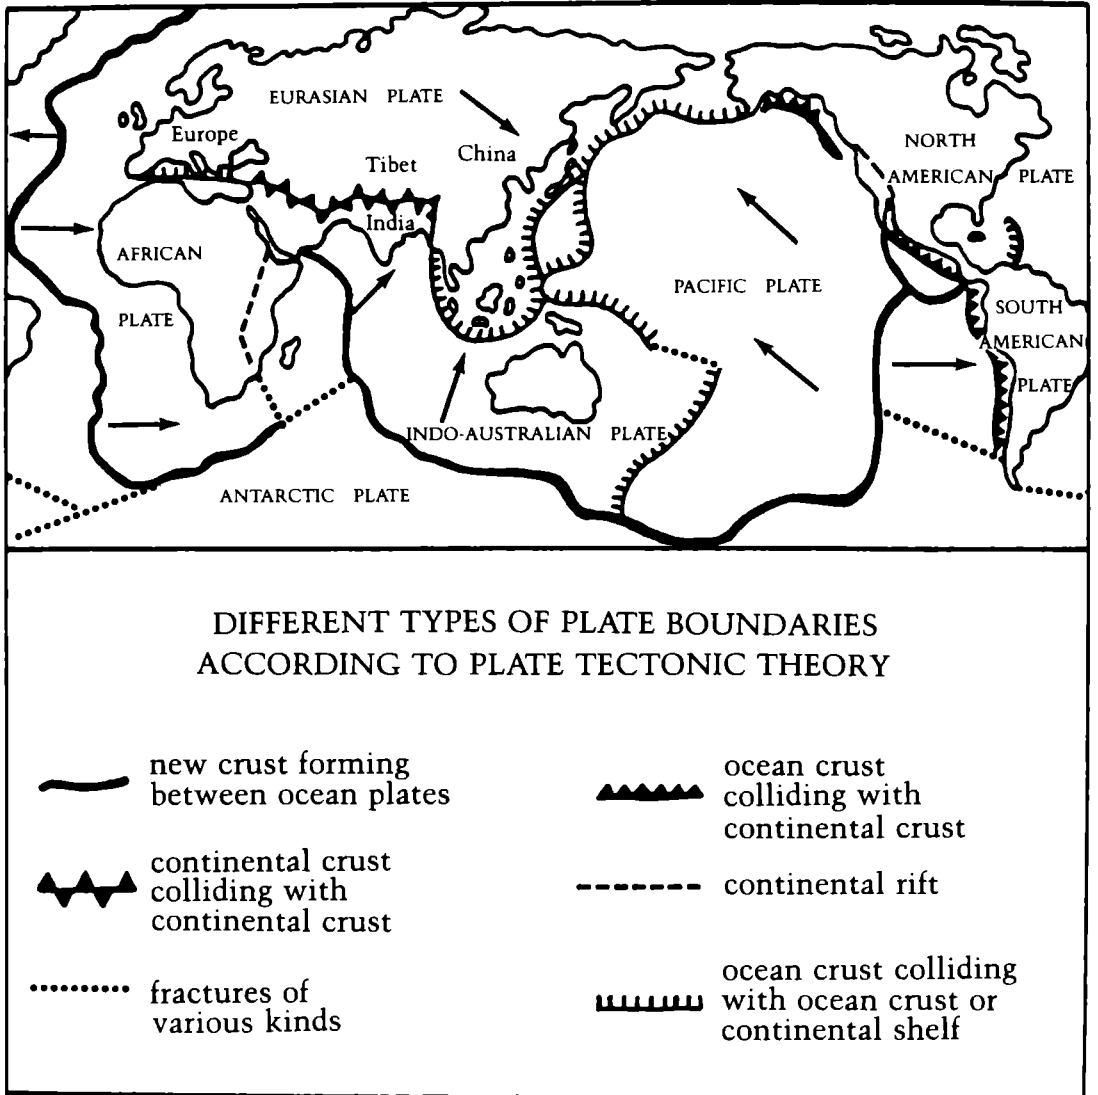 EURASIAN PLATE
Europe
Tibet
China
India
NORTH
AMERICAN PLATE
AFRICAN
PLATE
PACIFIC PLATE
SOUTH
AMERICAN
PLATE
INDO-AUSTRALIAN PLATE
ANTARCTIC PLATE
DIFFERENT TYPES OF PLATE BOUNDARIES
ACCORDING TO PLATE TECTONIC THEORY
new crust forming
between ocean plates
continental crust
colliding with
continental crust
fractures of
various kinds
ocean crust
colliding with
continental crust
continental rift
ocean crust colliding
with ocean crust or
continental shelf